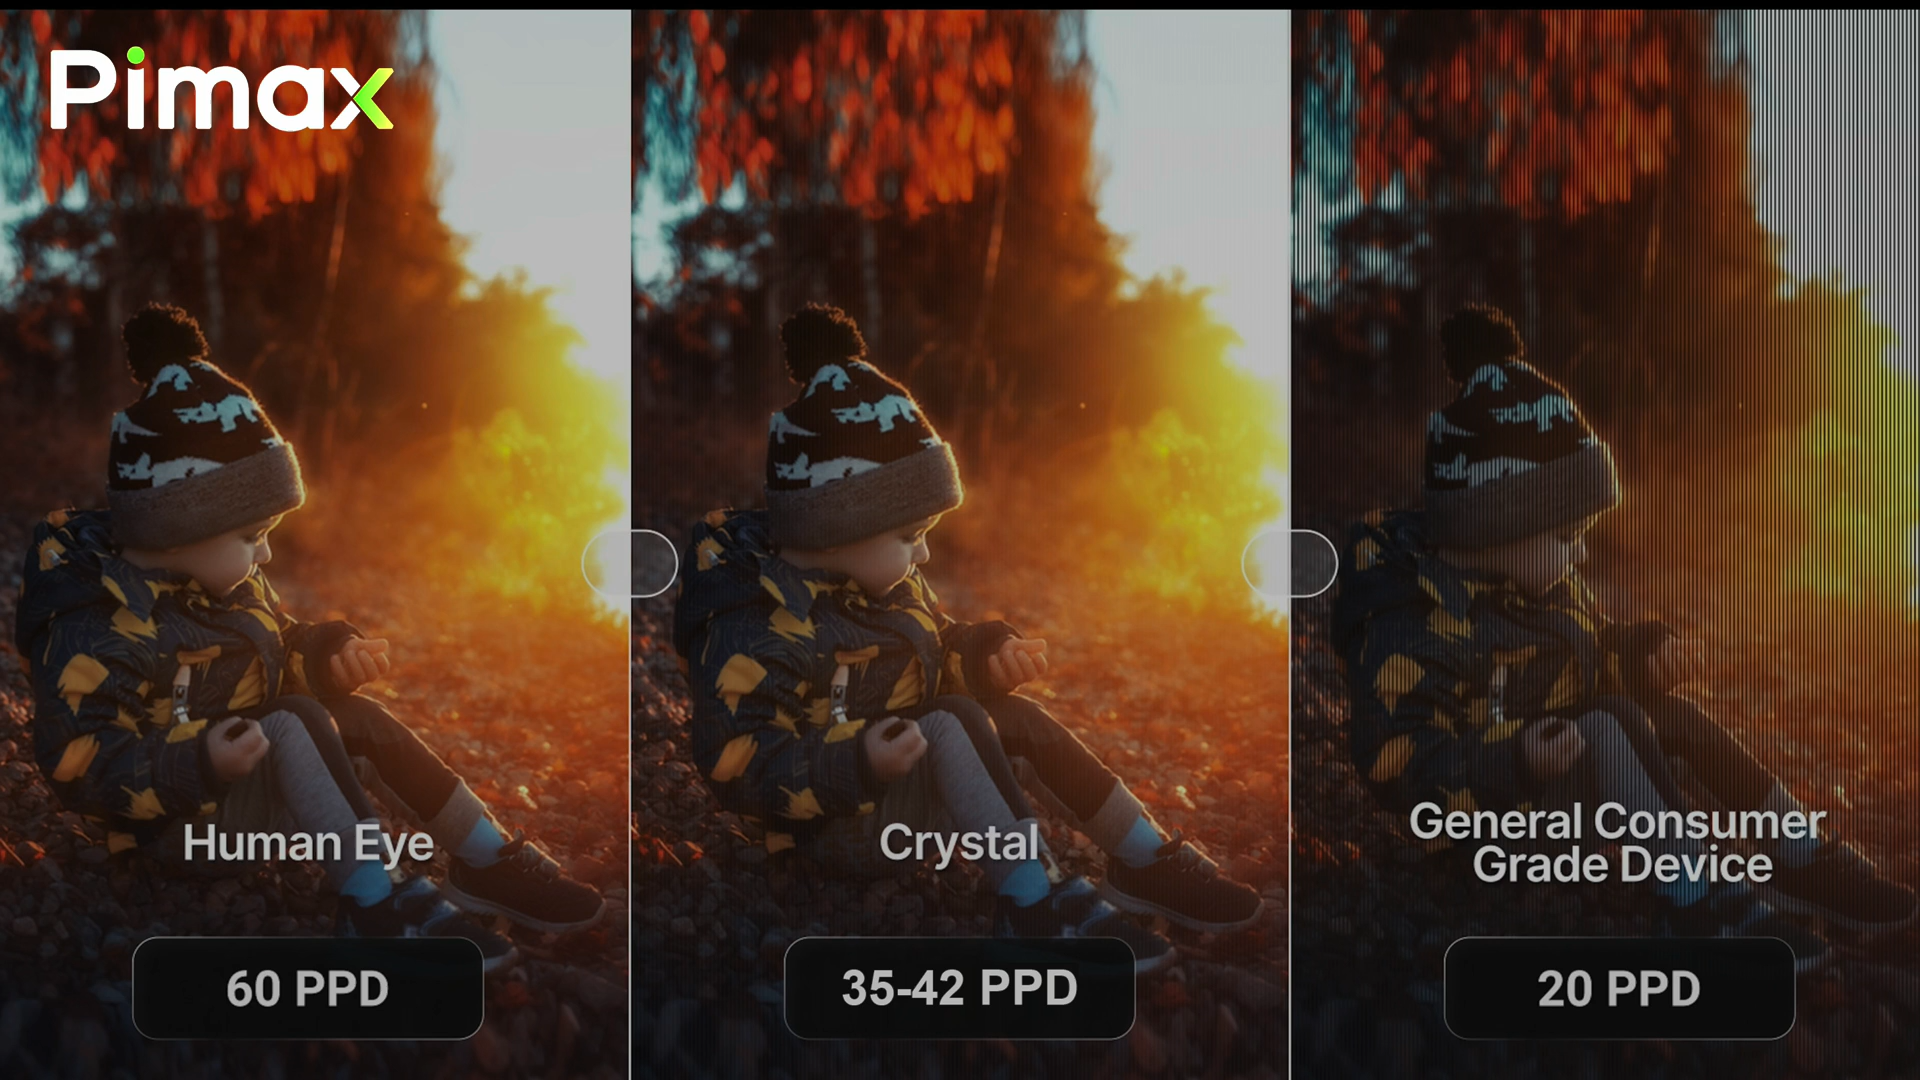 Pimax
Human Eye
60 PPD
Crystal
35-42 PPD
General Consumer
Grade Device
20 PPD